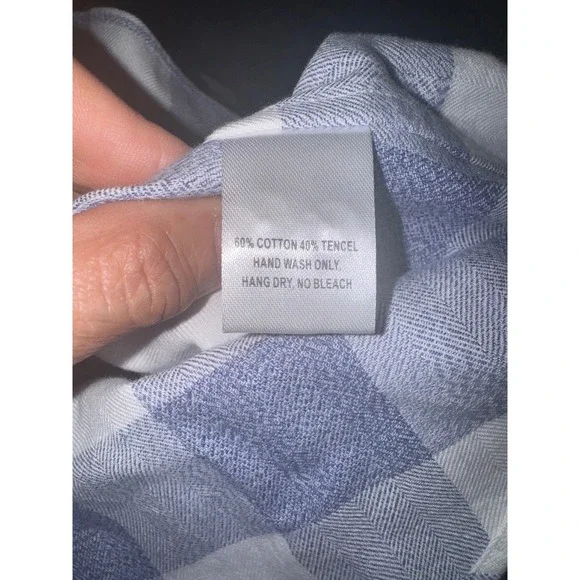 60% COTTON 40% TENCEL
HAND WASH ONLY,
HANG DRY, NO BLEACH